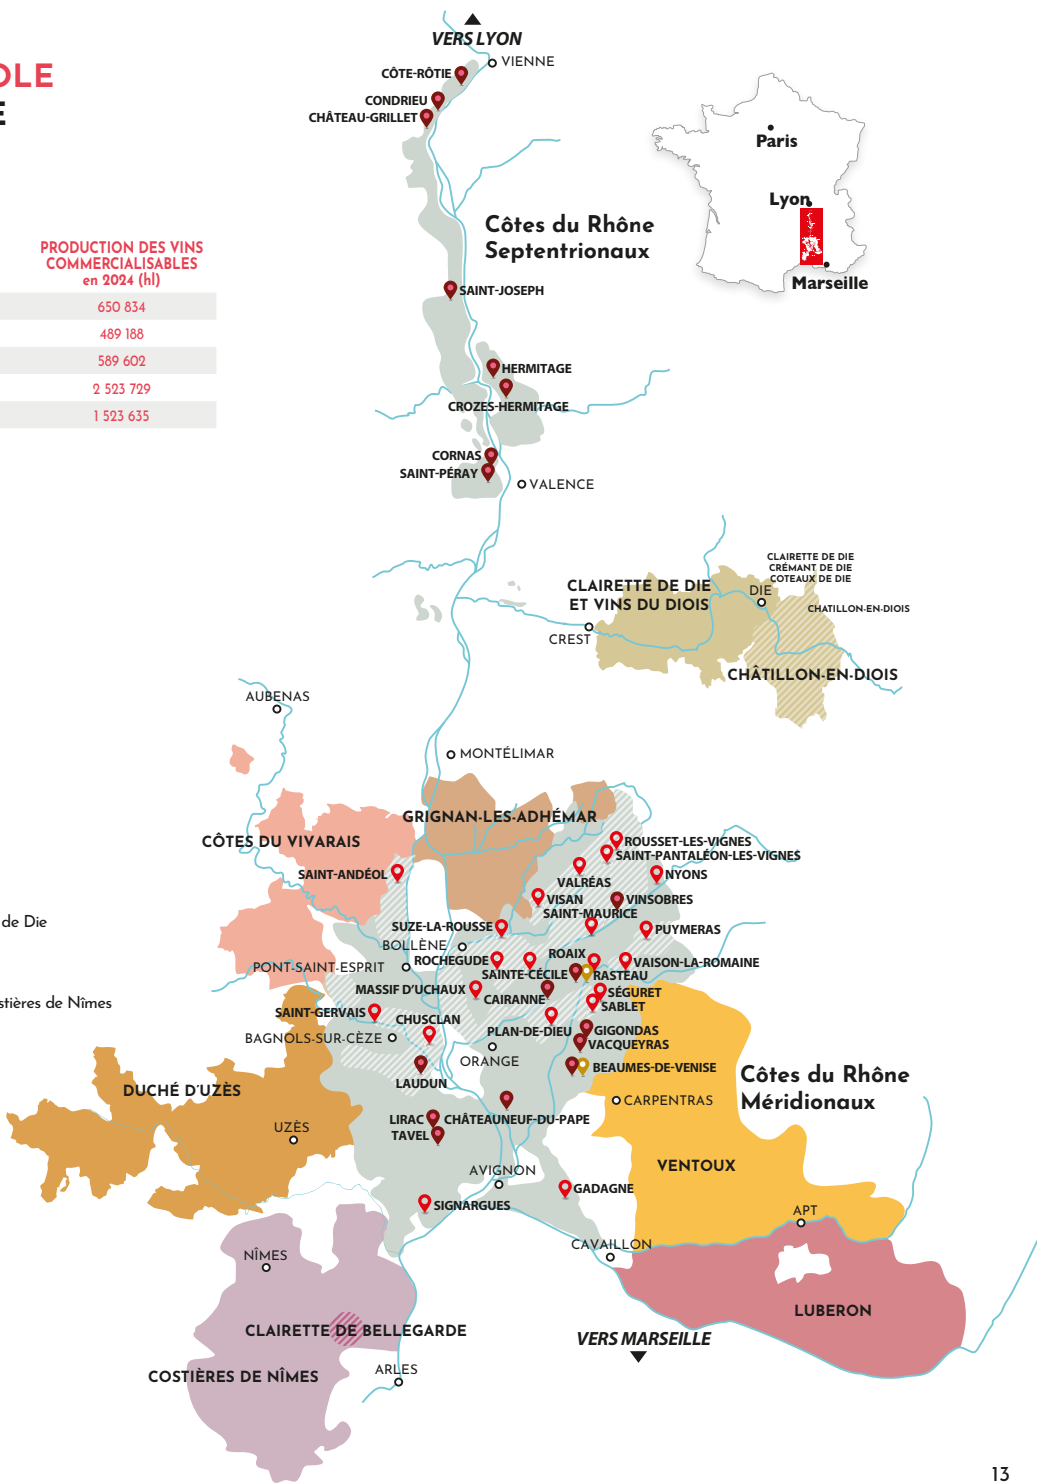 VERS LYON
VIENNE
OLE
E
CÔTE-RÔTIE
CONDRIEU
CHÂTEAU-GRILLET
Paris
Lyon
Marseille
Côtes du Rhône
Septentrionaux
PRODUCTION DES VINS
COMMERCIALISABLES
en 2024 (hl)
650 834
489 188
589 602
2 523 729
1 523 635
SAINT-JOSEPH
HERMITAGE
CROZES-HERMITAGE
CORNAS
SAINT-PÉRAY
VALENCE
CLAIRETTE DE DIE
CRÉMANT DE DIE
COTEAUX DE DIE
CLAIRETTE DE DIE
ET VINS DU DIOIS
DIE
CHATILLON-EN-DIOIS
CREST
CHÂTILLON-EN-DIOIS
AUBENAS
MONTÉLIMAR
GRIGNAN-LES-ADHÉMAR
CÔTES DU VIVARAIS
ROUSSET-LES-VIGNES
SAINT-PANTALÉON-LES-VIGNES
SAINT-ANDÉOL
VALRÉAS
NYONS
VISAN
VINSOBRES
SAINT-MAURICE
de Die
SUZE-LA-ROUSSE
PUYMERAS
BOLLÈNE
ROCHEGUDE
ROAIX
VAISON-LA-ROMAINE
PONT-SAINT-ESPRIT
SAINTE-CÉCILE
RASTEAU
MASSIF D'UCHAUX
CAIRANNE
SÉGURET
SABLET
stières de Nîmes
SAINT-GERVAIS
CHUSCLAN
PLAN-DE-DIEU
GIGONDAS
VACQUEYRAS
BAGNOLS-SUR-CÈZE
ORANGE
BEAUMES-DE-VENISE
LAUDUN
DUCHÉ D'UZÈS
Côtes du Rhône
Méridionaux
CARPENTRAS
LIRAC
CHÂTEAUNEUF-DU-PAPE
UZÈS
TAVEL
VENTOUX
AVIGNON
GADAGNE
SIGNARGUES
APT
CAVAILLON
NÎMES
LUBERON
CLAIRETTE DE BELLEGARDE
VERS MARSEILLE
COSTIÈRES DE NÎMES
ARLES
13